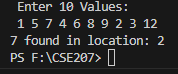 Enter 10 Values:
1 5 7 4 6 8 9 2 3 12
7 found in location: 2
PS F:\CSE207>